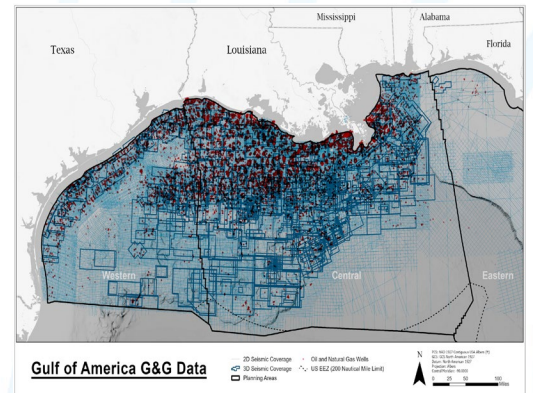 Mississippi
Alabama
Texas
Louisiana
Florida
Western
Central
Eastern
Gulf of America G&G Data
2D Seismic Coverage
3D Seismic Coverage
Planning Areas
Oil and Natural Gas Wells
US EEZ (200 Nautical Mile Limit)
N
0 25 50 100
Miles